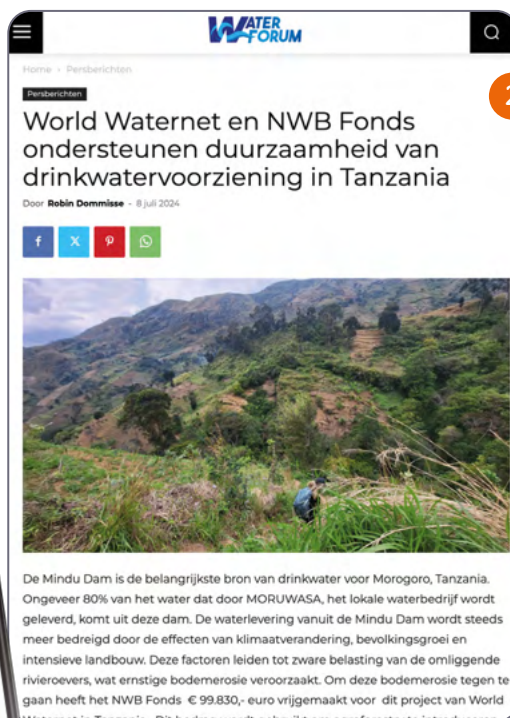 WATER
FORUM
Home › Persberichten
Persberichten
2
World Waternet en NWB Fonds
ondersteunen duurzaamheid van
drinkwatervoorziening in Tanzania
Door Robin Dommisse - 8 juli 2024
De Mindu Dam is de belangrijkste bron van drinkwater voor Morogoro, Tanzania.
Ongeveer 80% van het water dat door MORUWASA, het lokale waterbedrijf wordt
geleverd, komt uit deze dam. De waterlevering vanuit de Mindu Dam wordt steeds
meer bedreigd door de effecten van klimaatverandering, bevolkingsgroei en
intensieve landbouw. Deze factoren leiden tot zware belasting van de omliggende
rivieroevers, wat ernstige bodemerosie veroorzaakt. Om deze bodemerosie tegen te
gaan heeft het NWB Fonds € 99.830,- euro vrijgemaakt voor dit project van World